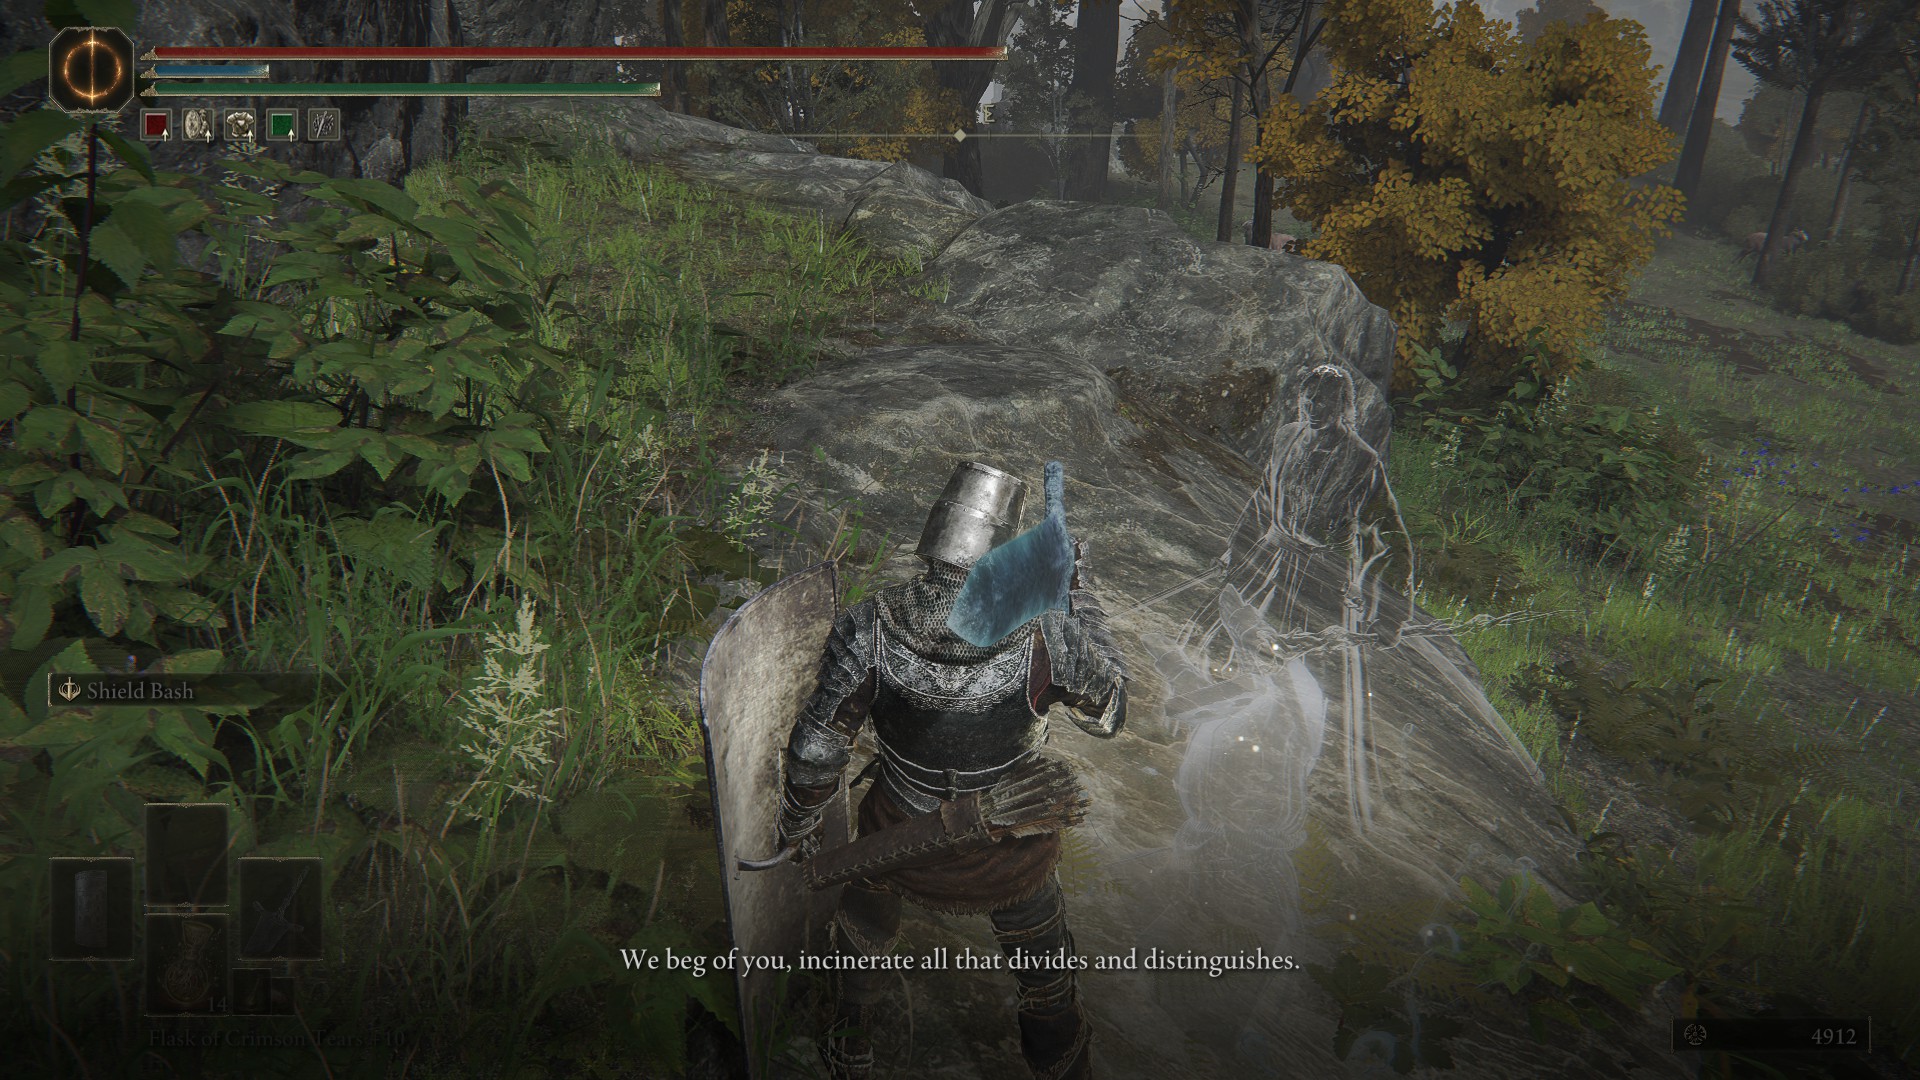 E
Shield Bash
We beg of you, incinerate all that divides and distinguishes.
14
Flask of Crimson Tears +10
4912